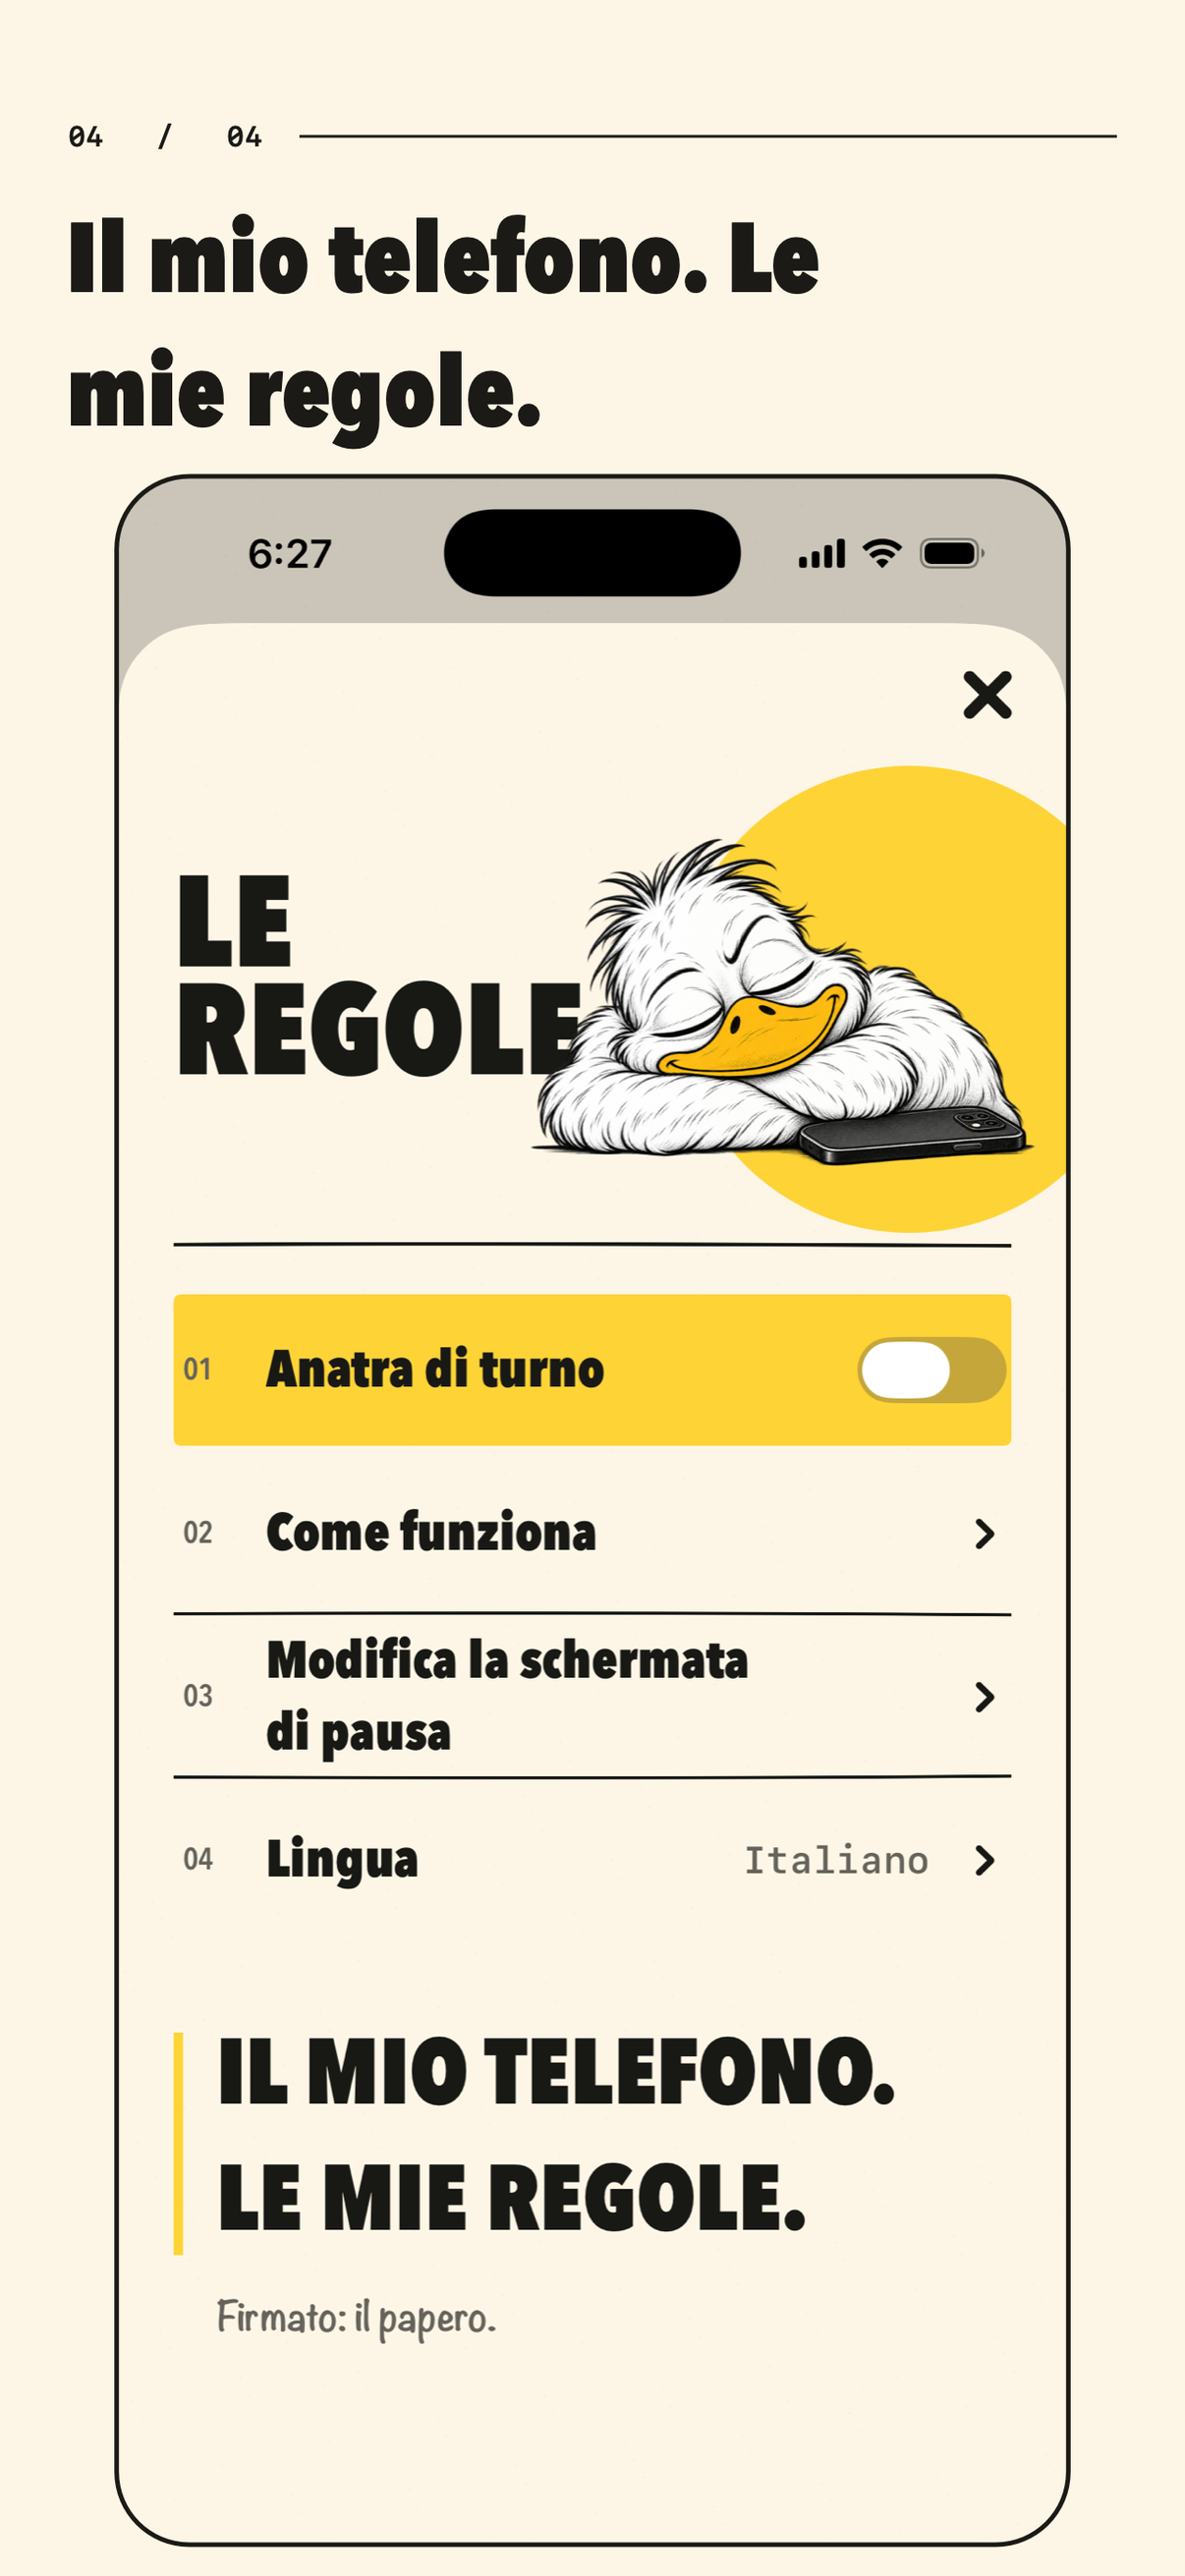 04 / 04
Il mio telefono. Le
mie regole.
6:27
LE
REGOLE
01 Anatra di turno
02 Come funziona
03 Modifica la schermata
di pausa
04 Lingua Italiano
IL MIO TELEFONO.
LE MIE REGOLE.
Firmato: il papero.